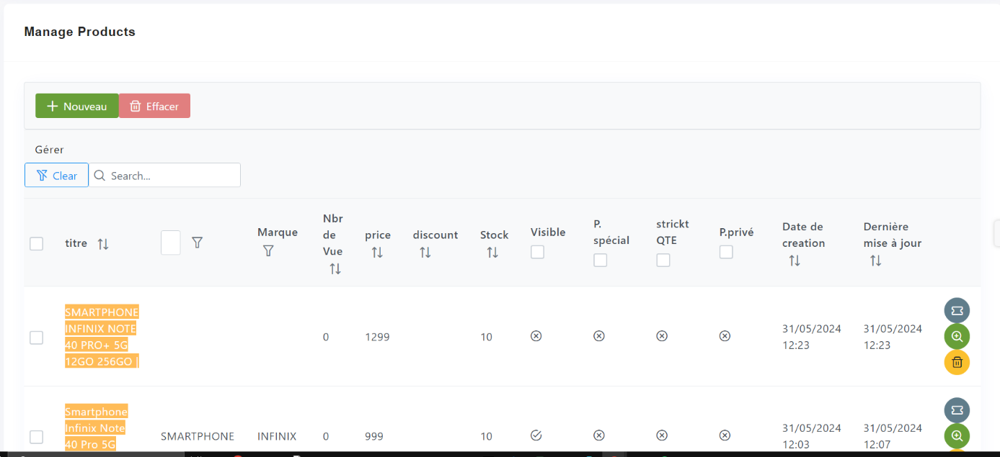 Manage Products
Nouveau Effacer
Gérer
Clear Search...
titre
Marque
Nbr
de
Vue
price
discount
Stock
Visible
P.
spécial
strickt
QTE
P.privé
Date de
creation
Dernière
mise à jour
SMARTPHONE
INFINIX NOTE
40 PRO+ 5G
12GO 256GO |
0
1299
10
31/05/2024
12:23
31/05/2024
12:23
Smartphone
Infinix Note
40 Pro 5G
SMARTPHONE
INFINIX
0
999
10
31/05/2024
12:03
31/05/2024
12:07